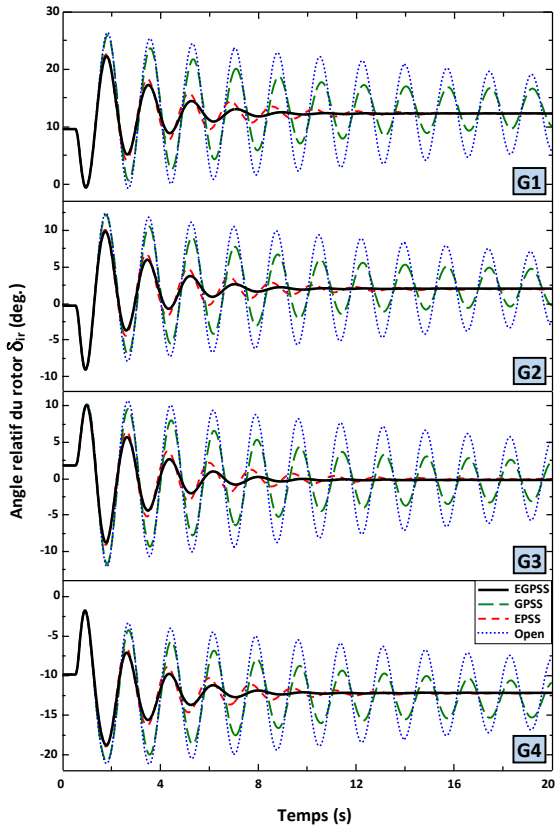 Angle relatif du rotor δir (deg.)
30
20
10
0
G1
10
5
0
-5
-10
G2
10
5
0
-5
-10
G3
0
-5
-10
-15
-20
EGPSS
GPSS
EPSS
Open
G4
0 4 8 12 16 20
Temps (s)